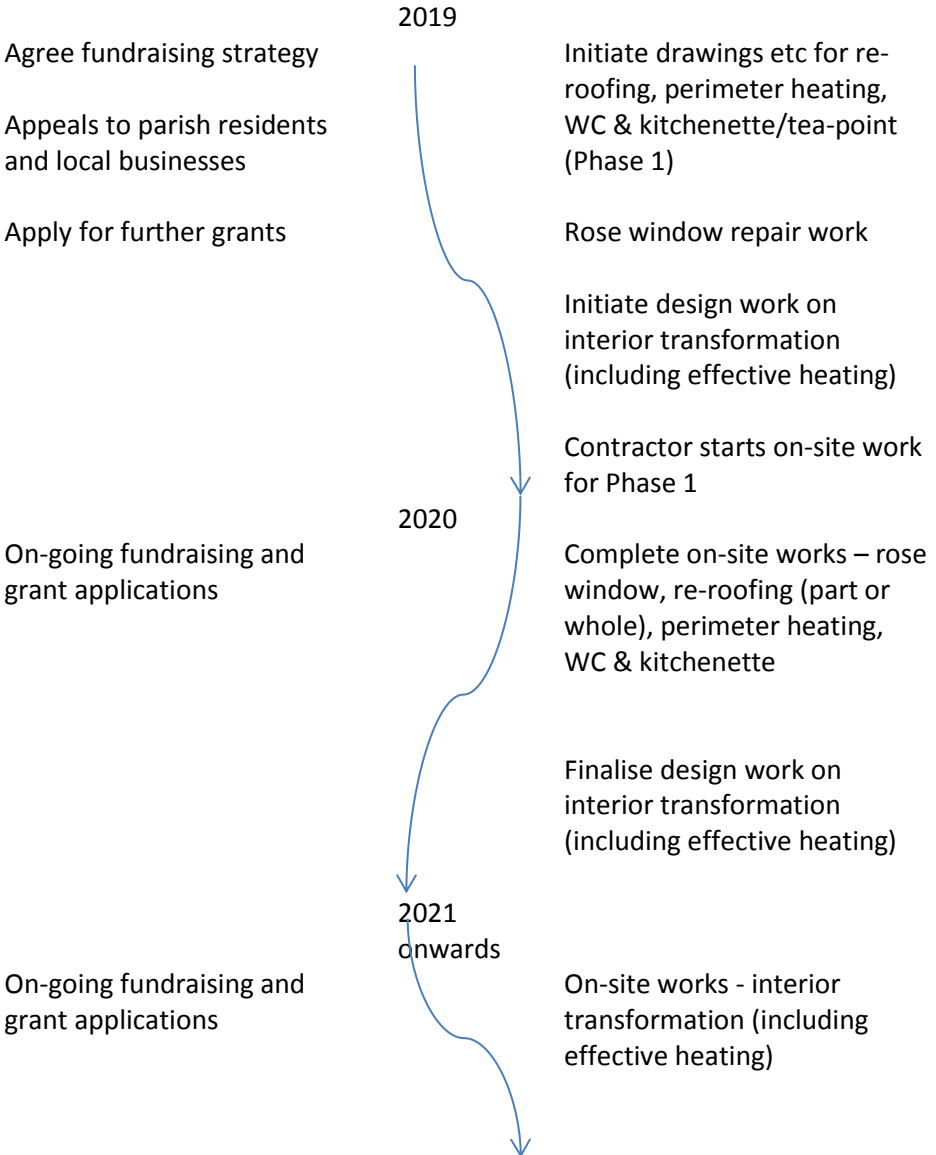 2019
Agree fundraising strategy
Appeals to parish residents
and local businesses
Apply for further grants
Initiate drawings etc for re-
roofing, perimeter heating,
WC & kitchenette/tea-point
(Phase 1)
Rose window repair work
Initiate design work on
interior transformation
(including effective heating)
Contractor starts on-site work
for Phase 1
2020
On-going fundraising and
grant applications
Complete on-site works – rose
window, re-roofing (part or
whole), perimeter heating,
WC & kitchenette
Finalise design work on
interior transformation
(including effective heating)
2021
onwards
On-going fundraising and
grant applications
On-site works - interior
transformation (including
effective heating)